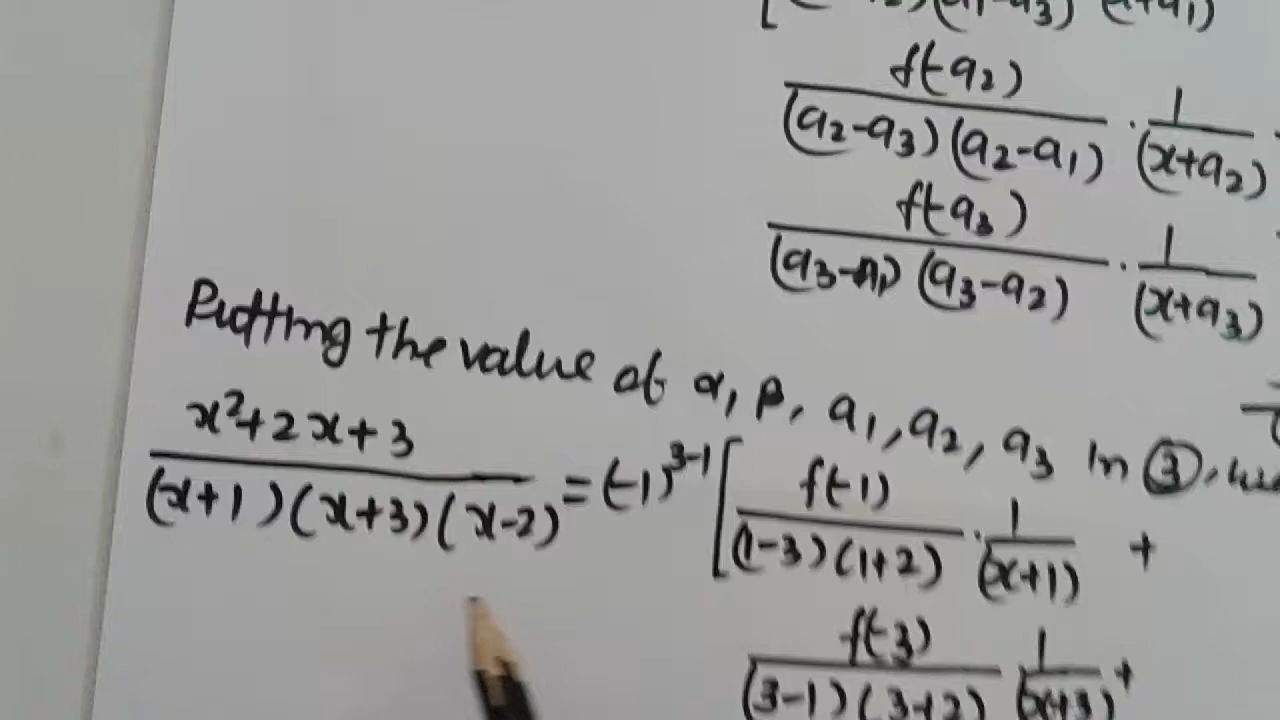 f(-a2)
(a2-a3)(a2-a1) . 1
(x+a2)
f(-a3)
(a3-a1)(a3-a2) . 1
(x+a3)
Putting the value of α, β, a1, a2, a3 in ③,
x²+2x+3
(x+1)(x+3)(x-2) = (-1)^3-1 [ f(-1)
(1-3)(1+2) . 1
(x+1) +
f(-3)
(3-1)(3+2) 1
(x+3) +